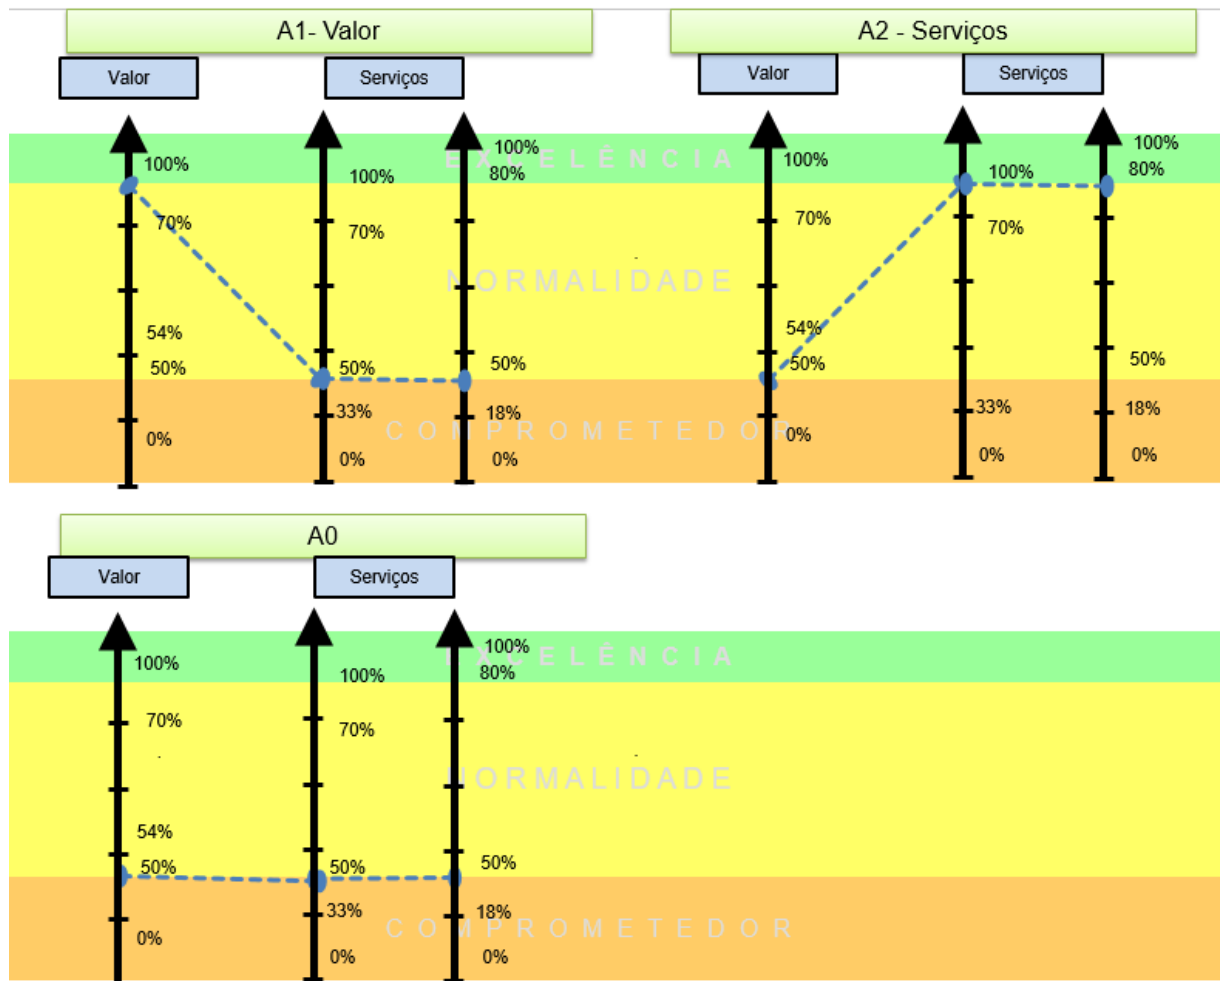 A1- Valor
A2 - Serviços
Valor
Serviços
Valor
Serviços
EXCELÊNCIA
100%
100%
100%
80%
100%
100%
100%
80%
70%
70%
70%
70%
NORMALIDADE
54%
50%
50%
50%
54%
50%
50%
33%
18%
33%
18%
COMPROMETEDOR
0%
0%
0%
0%
0%
0%
A0
Valor
Serviços
EXCELÊNCIA
100%
100%
100%
80%
70%
70%
NORMALIDADE
54%
50%
50%
50%
33%
18%
COMPROMETEDOR
0%
0%
0%